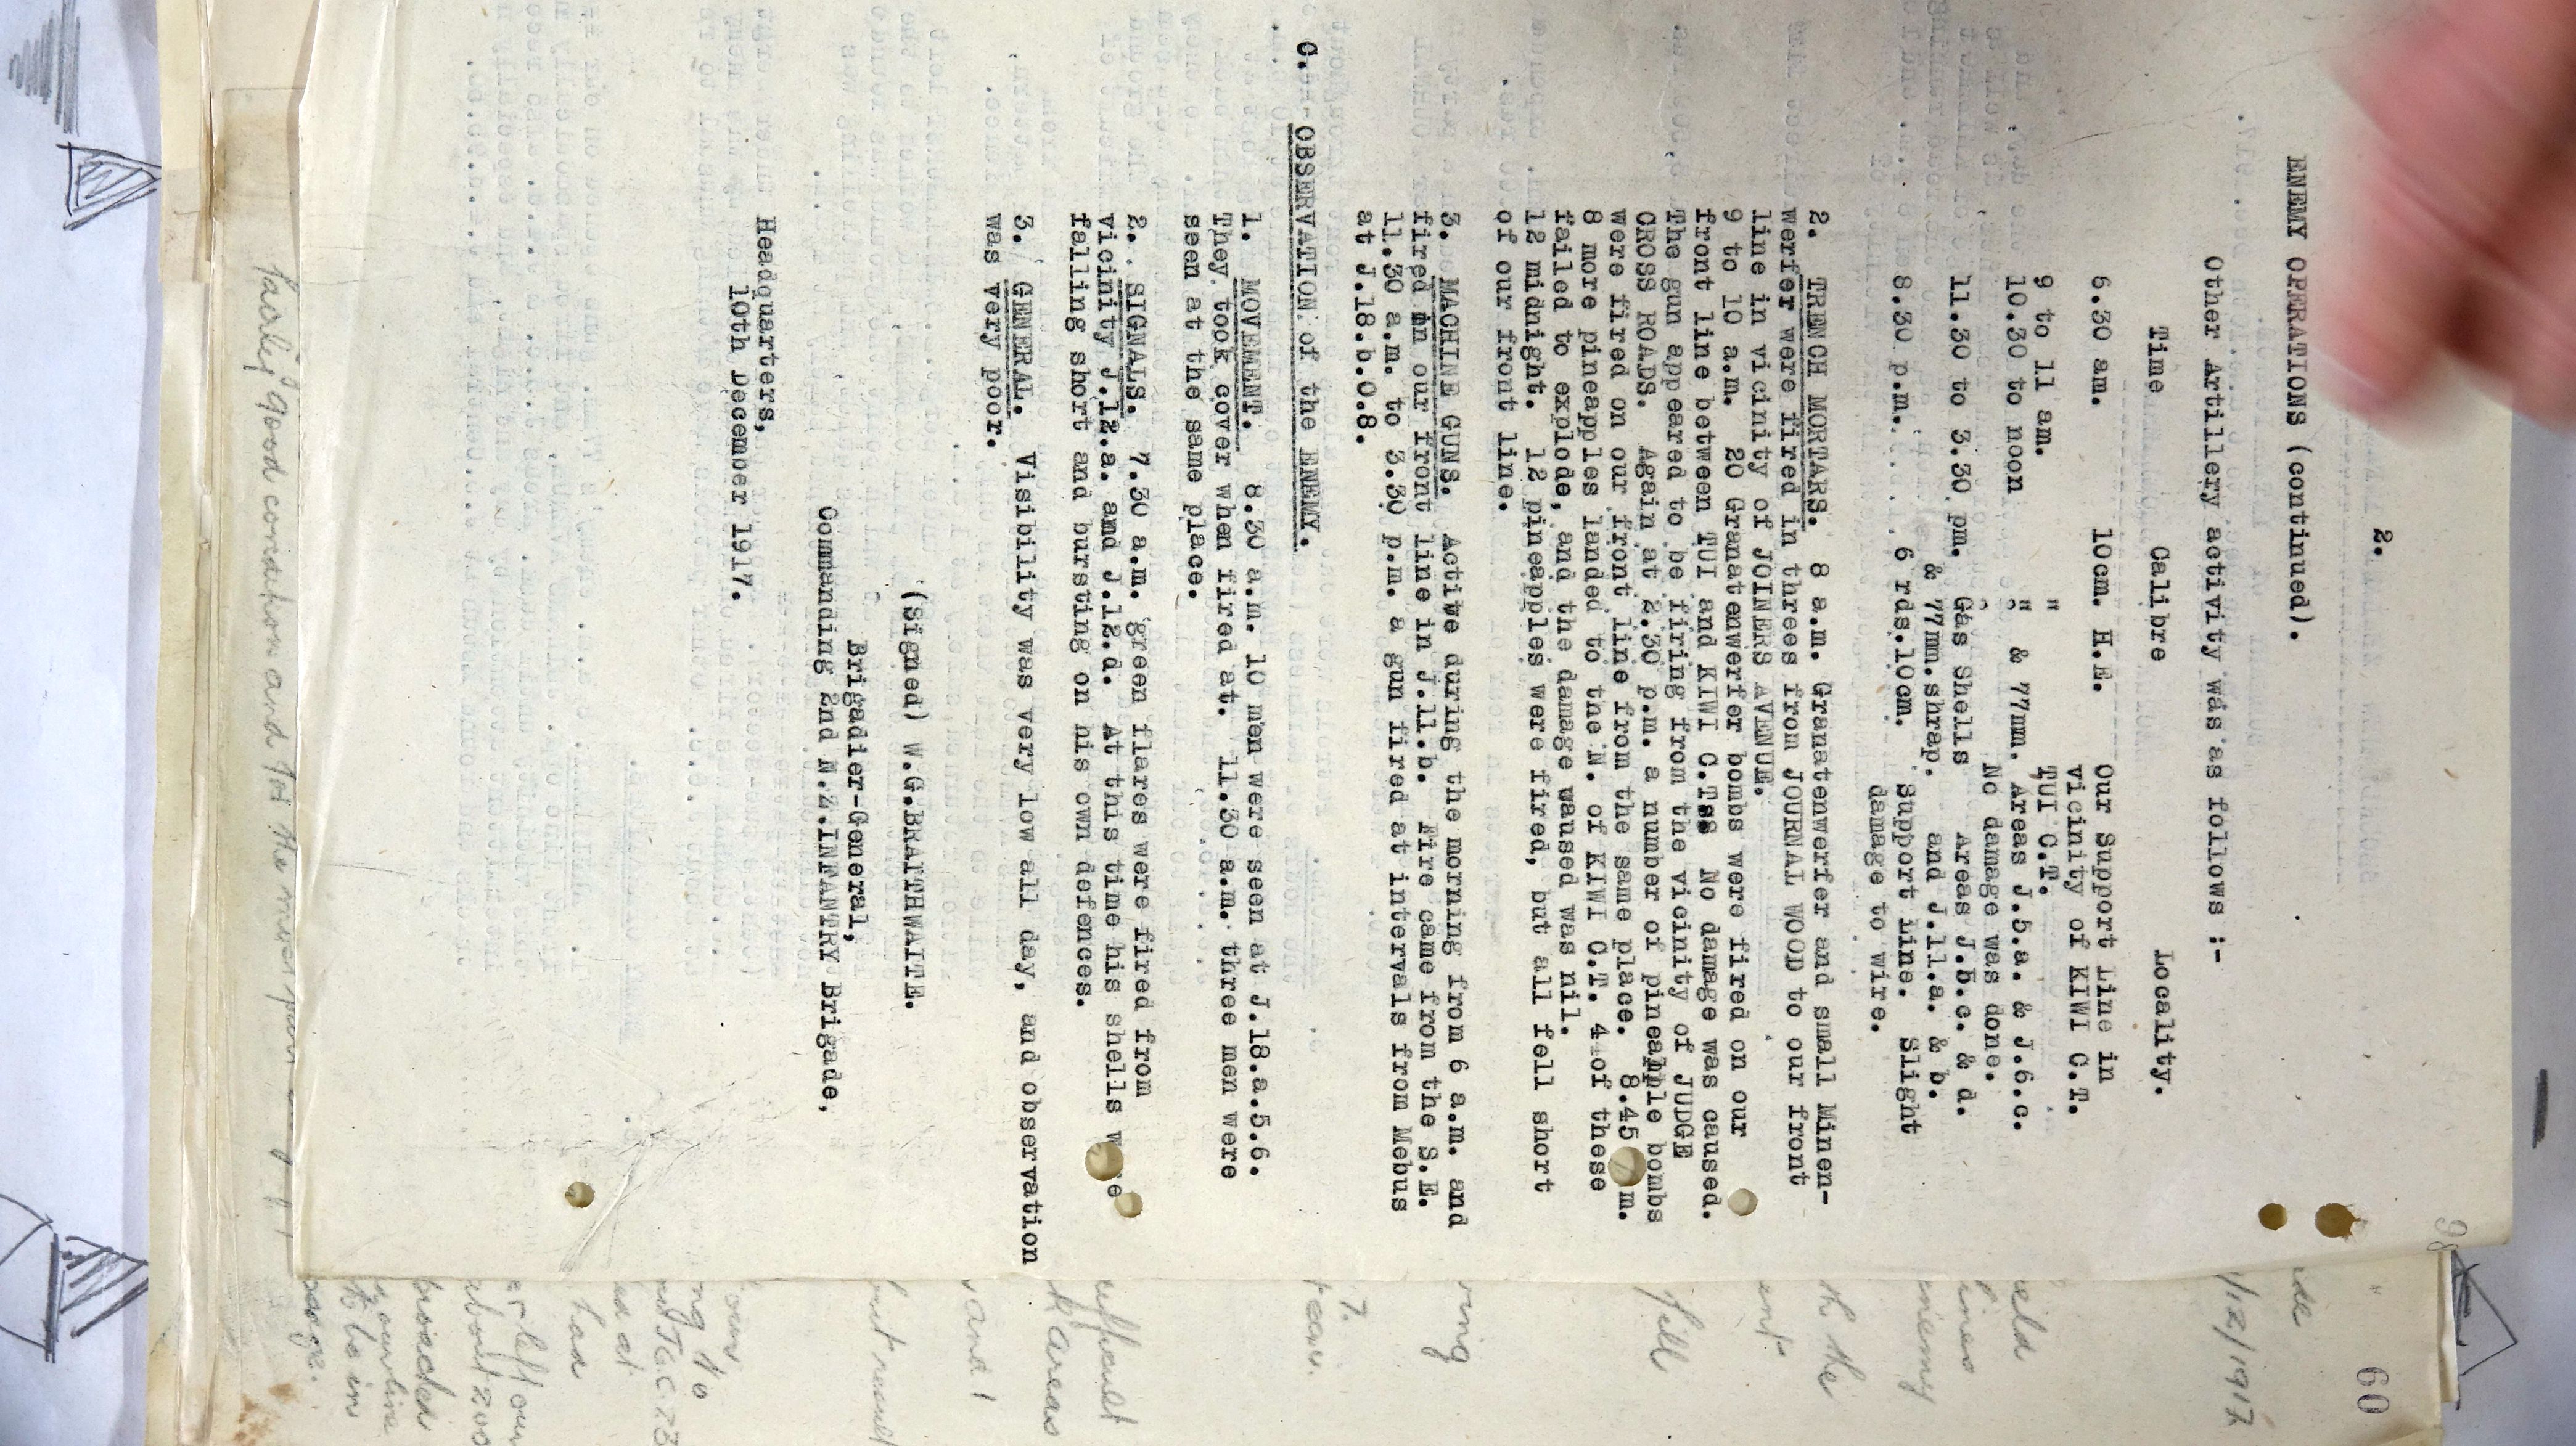 2.
ENEMY OPERATIONS (continued).
Other Artillery activity was as follows :-
Time Calibre Locality.
6.30 am. 10cm. H.E. Our Support Line in
vicinity of KIWI C.T.
9 to 11 am. " TUI C.T.
10.30 to noon " & 77mm. Areas J.5.a. & J.6.c.
No damage was done.
11.30 to 3.30 pm. Gas Shells Areas J.5.c. & d.
& 77mm.shrap. and J.11.a. & b.
8.30 p.m. 6 rds.10cm. Support Line. Slight
damage to wire.
2. TRENCH MORTARS. 8 a.m. Granatenwerfer and small Minen-
werfer were fired in threes from JOURNAL WOOD to our front
line in vicinity of JOINERS AVENUE.
9 to 10 a.m. 20 Granatenwerfer bombs were fired on our
front line between TUI and KIWI C.Tss No damage was caused.
The gun appeared to be firing from the vicinity of JUDGE
CROSS ROADS. Again at 2.30 p.m. a number of pineapple bombs
were fired on our front line from the same place. 8.45 m.
8 more pineapples landed to the N. of KIWI C.T. 4 of these
failed to explode, and the damage waused was nil.
12 midnight. 12 pineapples were fired, but all fell short
of our front line.
3. MACHINE GUNS. Active during the morning from 6 a.m. and
fired on our front line in J.11.b. Fire came from the S.E.
11.30 a.m. to 3.30 p.m. a gun fired at intervals from Mebus
at J.18.b.0.8.
C. OBSERVATION of the ENEMY.
1. MOVEMENT. 8.30 a.m. 10 men were seen at J.18.a.5.6.
They took cover when fired at. 11.30 a.m. three men were
seen at the same place.
2. SIGNALS. 7.30 a.m. green flares were fired from
vicinity J.12.a. amd J.12.d. At this time his shells w re
falling short and bursting on his own defences.
3. GENERAL. Visibility was very low all day, and observation
was very poor.
(Signed) W.G.BRAITHWAITE.
Brigadier-General,
Commanding 2nd N.Z.INFANTRY Brigade,
Headquarters,
10th December 1917.
good condition and for the
60
/12/1917